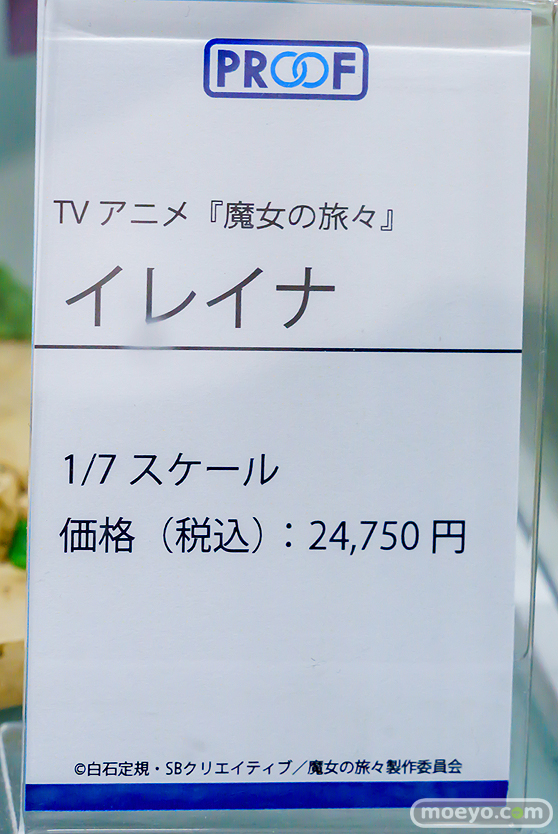 PROOF
TV アニメ『魔女の旅々』
イレイナ
1/7 スケール
価格（税込）：24,750 円
©白石定規・SBクリエイティブ／魔女の旅々製作委員会
moeyo.com